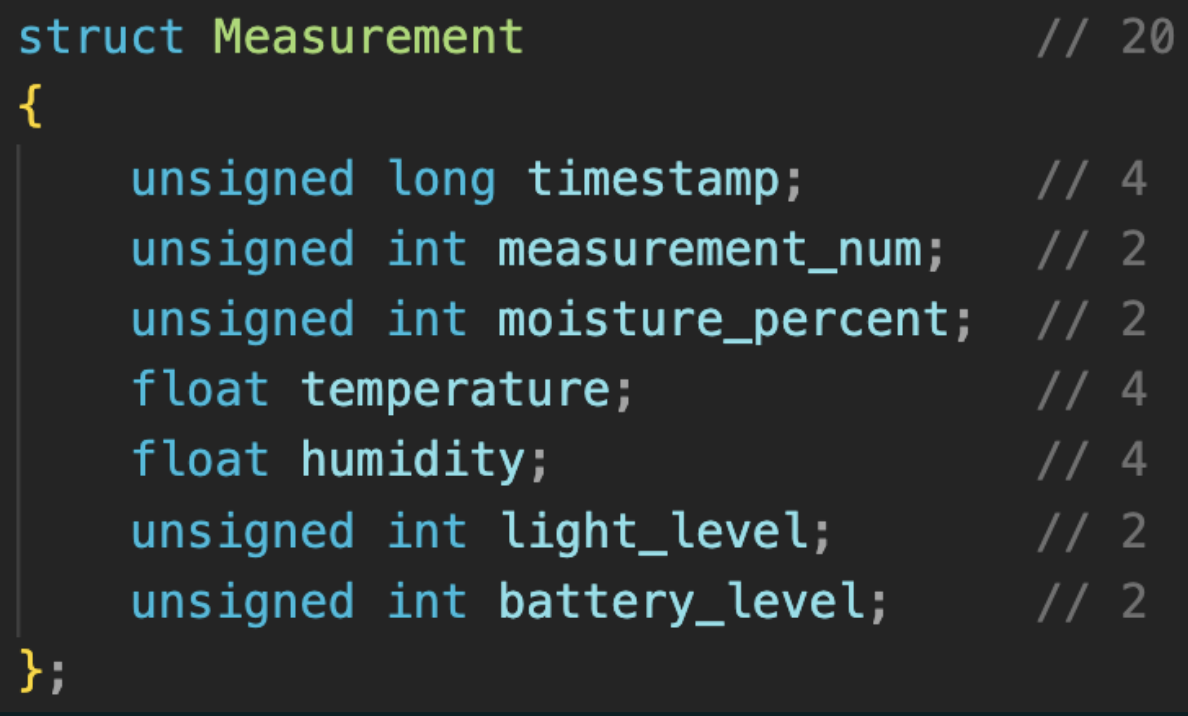 struct Measurement // 20
{
unsigned long timestamp; // 4
unsigned int measurement_num; // 2
unsigned int moisture_percent; // 2
float temperature; // 4
float humidity; // 4
unsigned int light_level; // 2
unsigned int battery_level; // 2
};